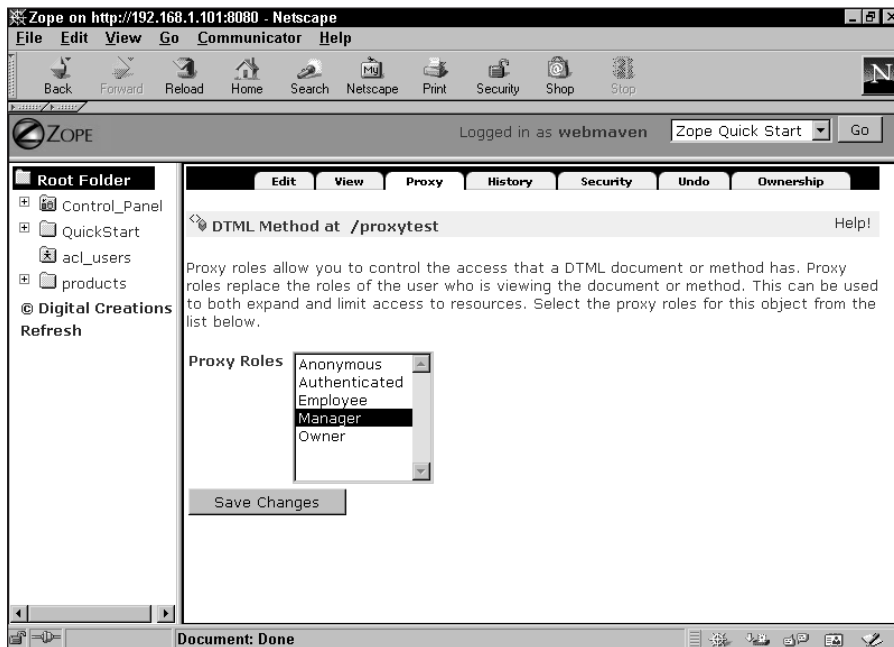 Zope on http://192.168.1.101:8080 - Netscape
File Edit View Go Communicator Help
Back Forward Reload Home Search Netscape Print Security Shop Stop
My
N
ZOPE
Logged in as webmaven Zope Quick Start Go
Root Folder
Control_Panel
QuickStart
acl_users
products
© Digital Creations
Refresh
Edit View Proxy History Security Undo Ownership
DTML Method at /proxytest Help!
Proxy roles allow you to control the access that a DTML document or method has. Proxy
roles replace the roles of the user who is viewing the document or method. This can be used
to both expand and limit access to resources. Select the proxy roles for this object from the
list below.
Proxy Roles
Anonymous
Authenticated
Employee
Manager
Owner
Save Changes
Document: Done